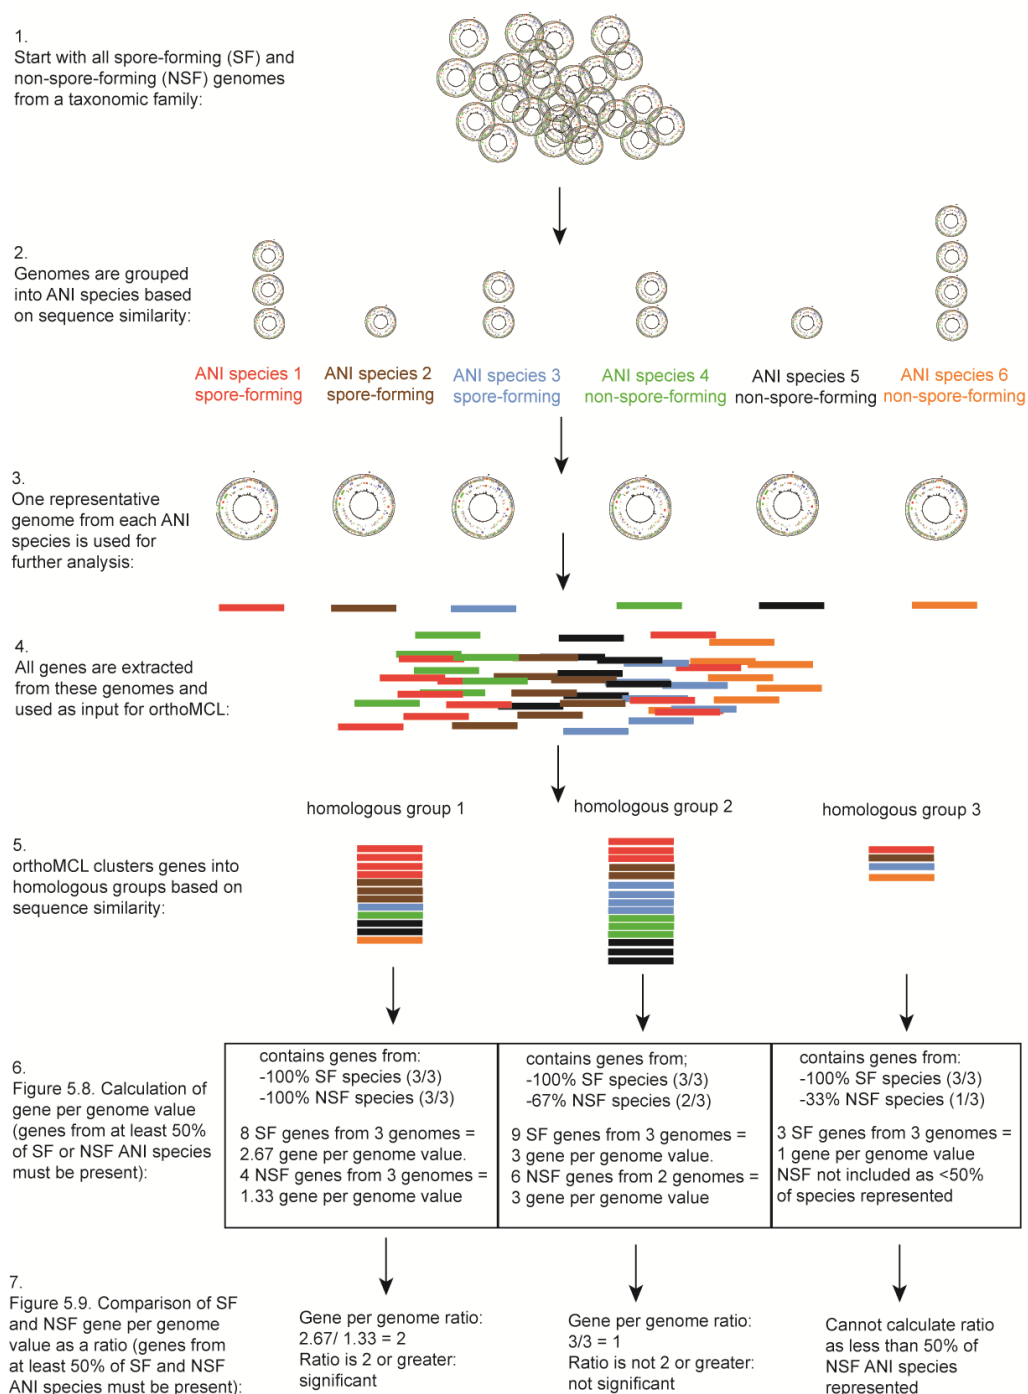 1.
Start with all spore-forming (SF) and
non-spore-forming (NSF) genomes
from a taxonomic family:
2.
Genomes are grouped
into ANI species based
on sequence similarity:
ANI species 1
spore-forming
ANI species 2
spore-forming
ANI species 3
spore-forming
ANI species 4
non-spore-forming
ANI species 5
non-spore-forming
ANI species 6
non-spore-forming
3.
One representative
genome from each ANI
species is used for
further analysis:
4.
All genes are extracted
from these genomes and
used as input for orthoMCL:
homologous group 1
homologous group 2
homologous group 3
5.
orthoMCL clusters genes into
homologous groups based on
sequence similarity:
6.
Figure 5.8. Calculation of
gene per genome value
(genes from at least 50%
of SF or NSF ANI species
must be present):
contains genes from:
-100% SF species (3/3)
-100% NSF species (3/3)
8 SF genes from 3 genomes =
2.67 gene per genome value.
4 NSF genes from 3 genomes =
1.33 gene per genome value
contains genes from;
-100% SF species (3/3)
-67% NSF species (2/3)
9 SF genes from 3 genomes =
3 gene per genome value.
6 NSF genes from 2 genomes =
3 gene per genome value
contains genes from:
-100% SF species (3/3)
-33% NSF species (1/3)
3 SF genes from 3 genomes =
1 gene per genome value
NSF not included as <50%
of species represented
7.
Figure 5.9. Comparison of SF
and NSF gene per genome
value as a ratio (genes from
at least 50% of SF and NSF
ANI species must be present):
Gene per genome ratio:
2.67/ 1.33 = 2
Ratio is 2 or greater:
significant
Gene per genome ratio:
3/3 = 1
Ratio is not 2 or greater:
not significant
Cannot calculate ratio
as less than 50% of
NSF ANI species
represented